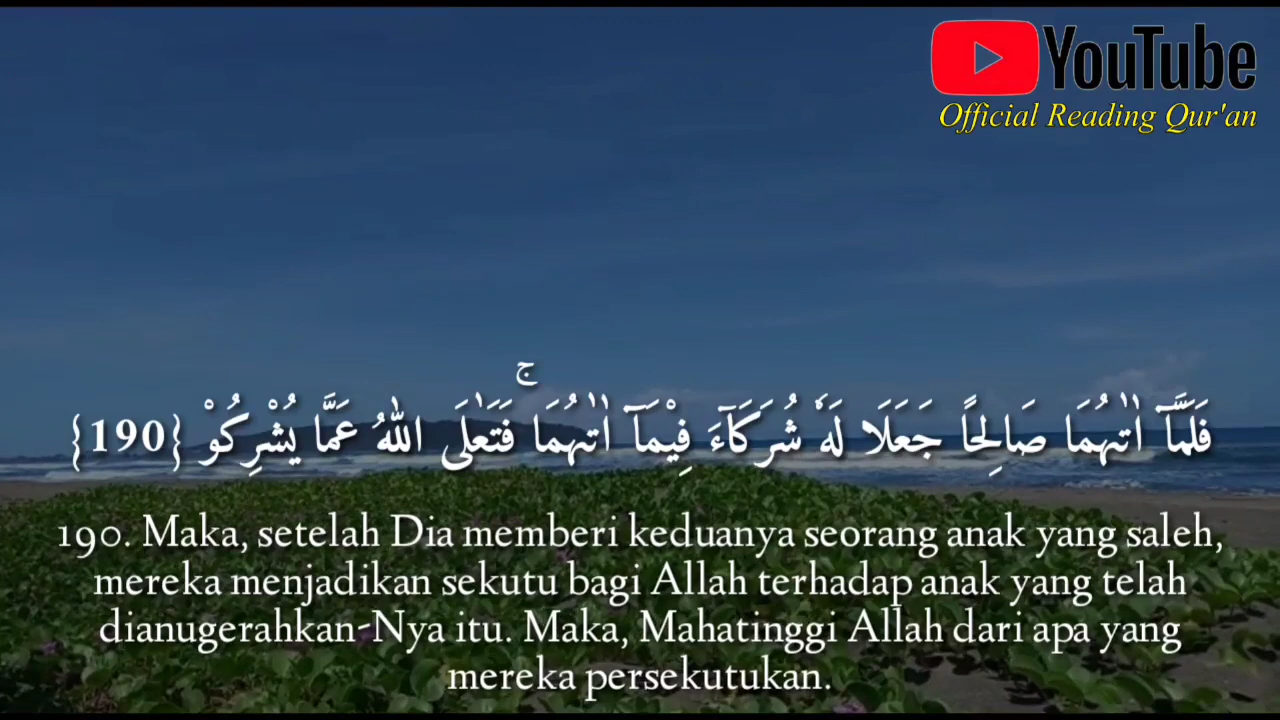 YouTube
Official Reading Qur'an
فَلَمَّآ اٰتٰىهُمَا صَالِحًا جَعَلَا لَهٗ شُرَكَاۤءَ فِيْمَآ اٰتٰىهُمَا ۚ فَتَعٰلَى اللّٰهُ عَمَّا يُشْرِكُوْ {190}
190. Maka, setelah Dia memberi keduanya seorang anak yang saleh,
mereka menjadikan sekutu bagi Allah terhadap anak yang telah
dianugerahkan-Nya itu. Maka, Mahatinggi Allah dari apa yang
mereka persekutukan.